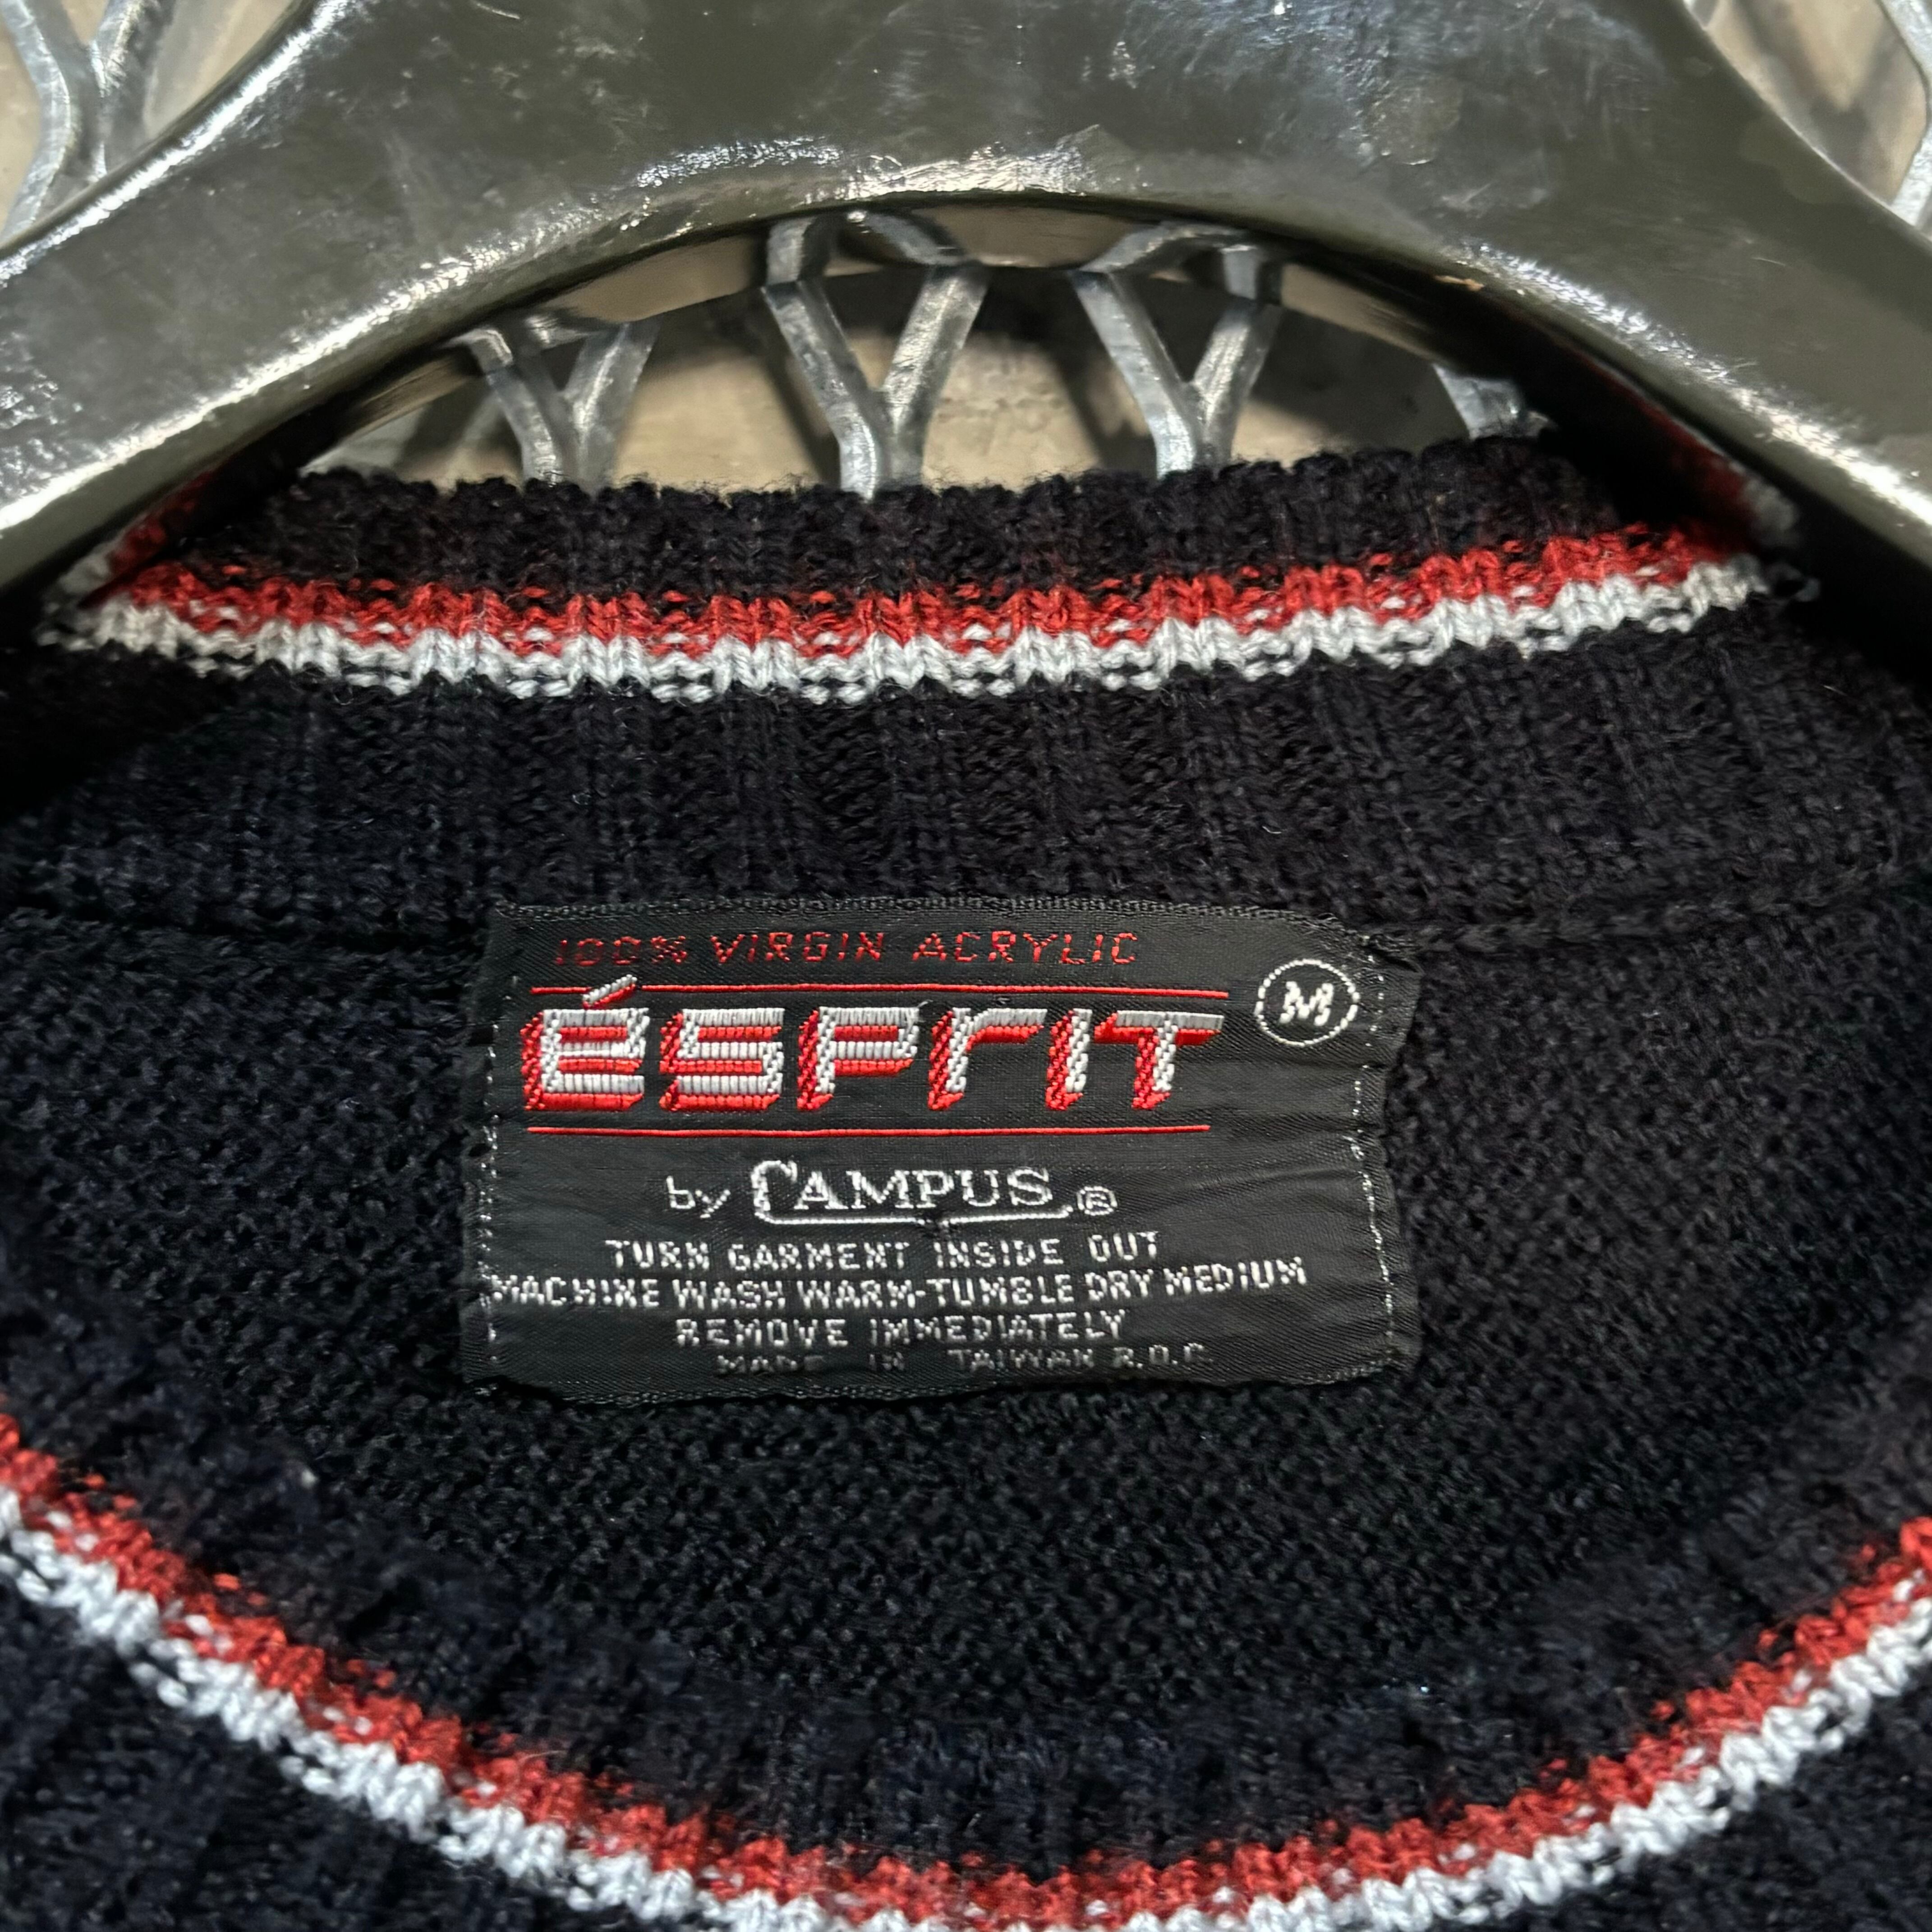 100% VIRGIN ACRYLIC
ÉSPRIT
M
by CAMPUS®
TURN GARMENT INSIDE OUT
MACHINE WASH WARM-TUMBLE DRY MEDIUM
REMOVE IMMEDIATELY
MADE IN TAIWAN R.O.C.